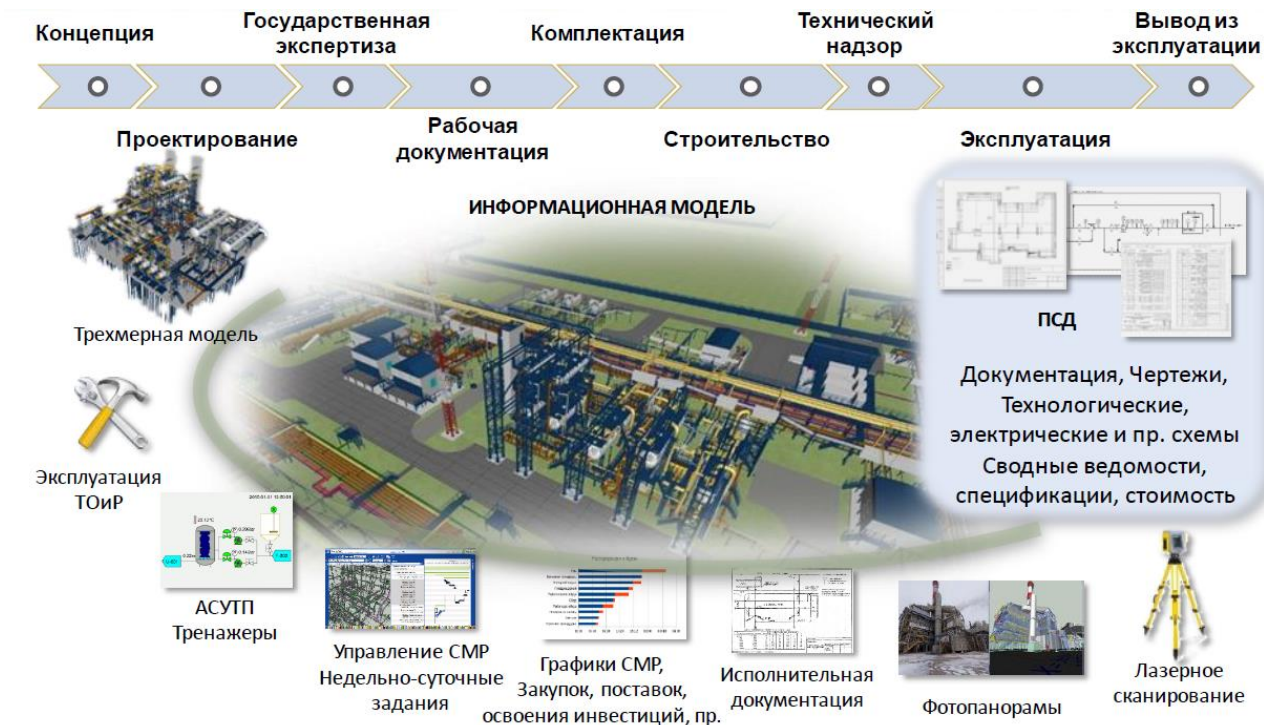 Концепция
Государственная
экспертиза
Комплектация
Технический
надзор
Вывод из
эксплуатации
Проектирование
Рабочая
документация
Строительство
Эксплуатация
ИНФОРМАЦИОННАЯ МОДЕЛЬ
Трехмерная модель
ПСД
Документация, Чертежи,
Технологические,
электрические и пр. схемы
Сводные ведомости,
спецификации, стоимость
Эксплуатация
ТОиР
АСУТП
Тренажеры
Управление СМР
Недельно-суточные
задания
Графики СМР,
Закупок, поставок,
освоения инвестиций, пр.
Исполнительная
документация
Фотопанорамы
Лазерное
сканирование